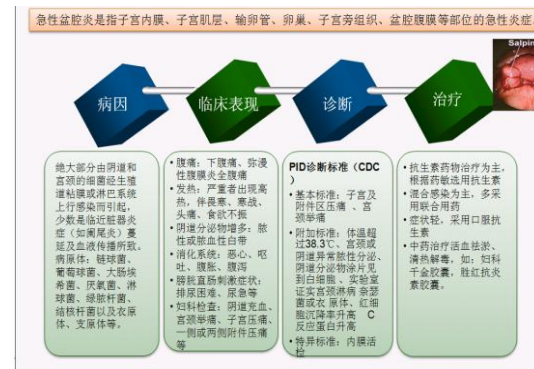 急性盆腔炎是指子宫内膜、子宫肌层、输卵管、卵巢、子宫旁组织、盆腔腹膜等部位的急性炎症
Salpin
病因
临床表现
诊断
治疗
绝大部分由阴道和
宫颈的细菌经生殖
道粘膜或淋巴系统
上行感染而引起,
少数是临近脏器炎
症(如阑尾炎)蔓
延及血液传播所致。
病原体:链球菌、
葡萄球菌、大肠埃
希菌、厌氧菌、淋
球菌、绿脓杆菌、
结核杆菌以及衣原
体、支原体等。
• 腹痛:下腹痛、弥漫
性腹膜炎全腹痛
• 发热:严重者出现高
热,伴畏寒、寒战、
头痛、食欲不振
• 阴道分泌物增多:脓
性或脓血性白带
• 消化系统:恶心、呕
吐、腹胀、腹泻
• 膀胱直肠刺激症状:
排尿困难、尿急等
• 妇科检查:阴道充血、
宫颈举痛、子宫压痛、
一侧或两侧附件压痛
等
PID诊断标准(CDC
)
• 基本标准:子宫及
附件区压痛 、宫
颈举痛
• 附加标准:体温超
过38.3℃、宫颈或
阴道异常脓性分泌、
阴道分泌物涂片见
到白细胞、实验室
证实宫颈淋病 奈瑟
菌或衣 原体、红细
胞沉降率升高 C
反应蛋白升高
• 特异标准:内膜活
检
• 抗生素药物治疗为主,
根据药敏选用抗生素
• 混合感染为主,多采
用联合用药
• 症状轻,采用口服抗
生素
• 中药治疗活血祛淤、
清热解毒,如:妇科
千金胶囊,胜红抗炎
素胶囊。